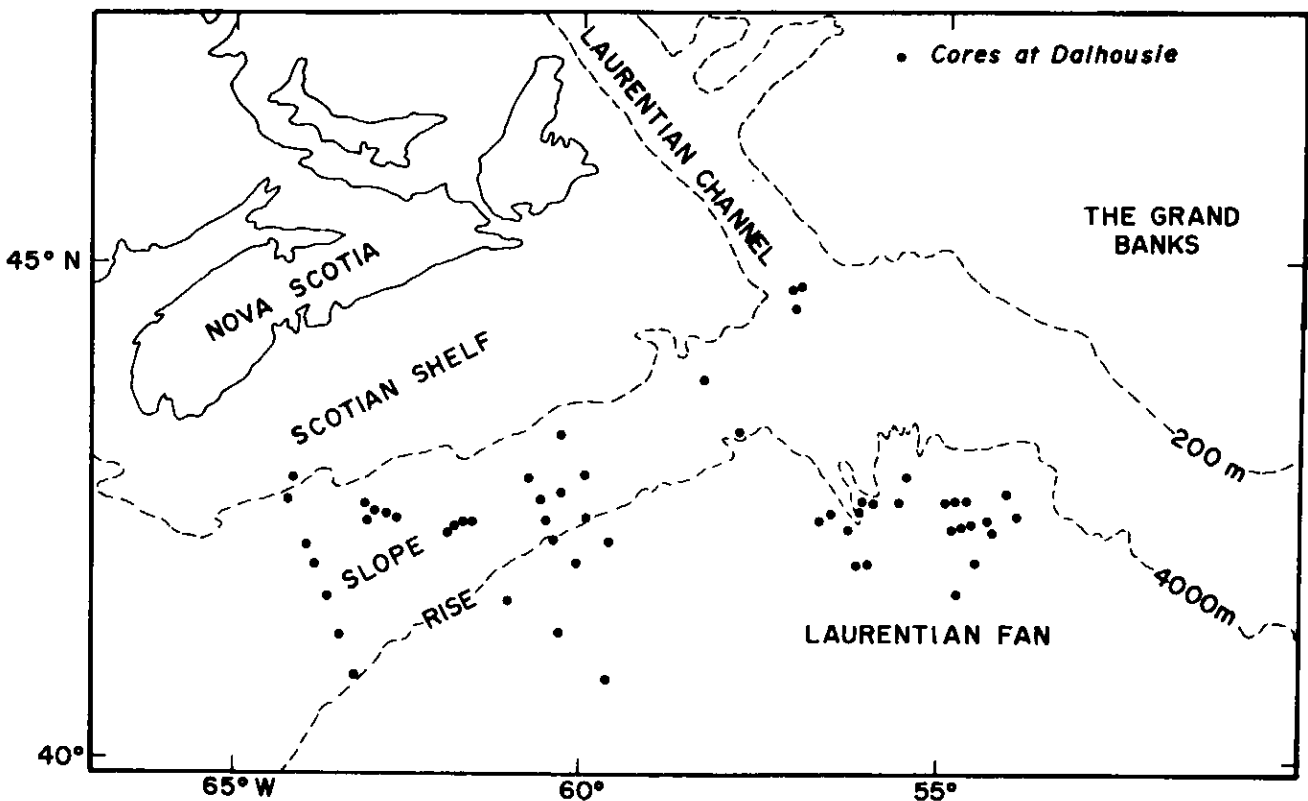 • Cores at Dalhousie
LAURENTIAN CHANNEL
THE GRAND
BANKS
45° N
NOVA SCOTIA
SCOTIAN SHELF
200 m
SLOPE
RISE
4000m
LAURENTIAN FAN
40°
65° W
60°
55°